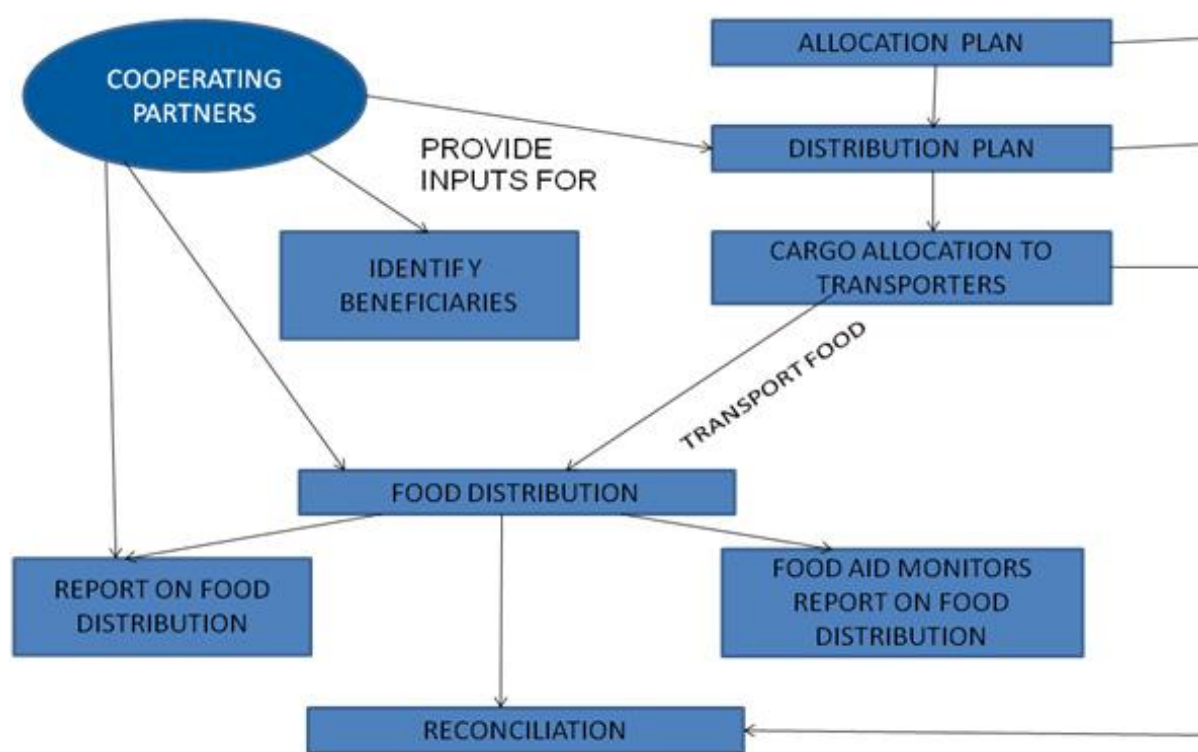 COOPERATING
PARTNERS
ALLOCATION PLAN
DISTRIBUTION PLAN
PROVIDE
INPUTS FOR
IDENTIFY
BENEFICIARIES
CARGO ALLOCATION TO
TRANSPORTERS
TRANSPORT FOOD
FOOD DISTRIBUTION
REPORT ON FOOD
DISTRIBUTION
FOOD AID MONITORS
REPORT ON FOOD
DISTRIBUTION
RECONCILIATION